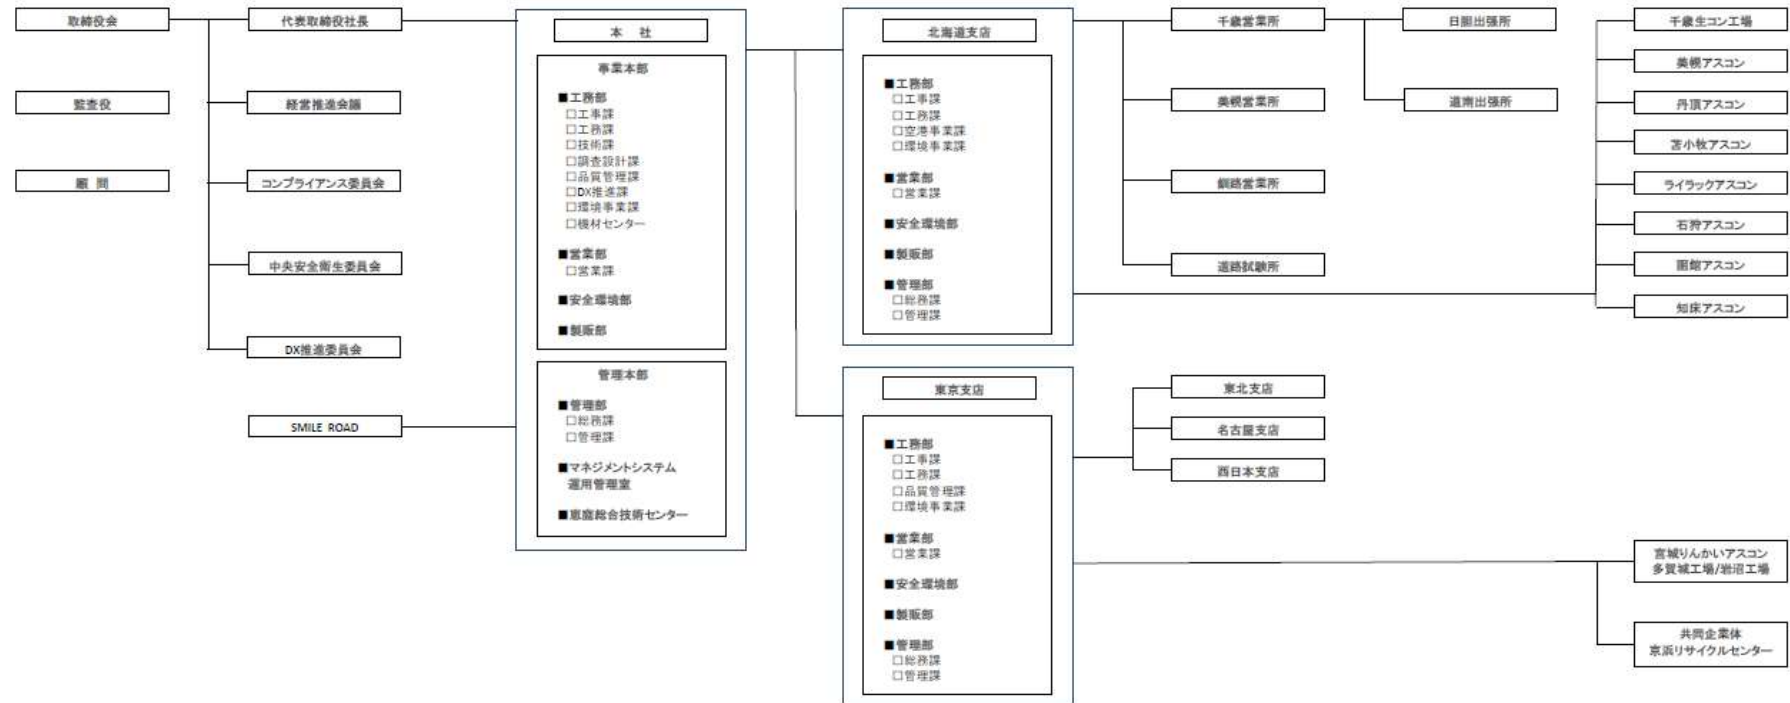 取締役会
監査役
顧 問
代表取締役社長
経営推進会議
コンプライアンス委員会
中央安全衛生委員会
DX推進委員会
SMILE ROAD
本 社
事業本部
■工務部
□工事課
□工務課
□技術課
□調査設計課
□品質管理課
□DX推進課
□環境事業課
□機材センター
■営業部
□営業課
■安全環境部
■製販部
管理本部
■管理部
□総務課
□管理課
■マネジメントシステム
運用管理室
■恵庭総合技術センター
北海道支店
■工務部
□工事課
□工務課
□空港事業課
□環境事業課
■営業部
□営業課
■安全環境部
■製販部
■管理部
□総務課
□管理課
東京支店
■工務部
□工事課
□工務課
□品質管理課
□環境事業課
■営業部
□営業課
■安全環境部
■製販部
■管理部
□総務課
□管理課
千歳営業所
美幌営業所
釧路営業所
道路試験所
東北支店
名古屋支店
西日本支店
日胆出張所
道南出張所
千歳生コン工場
美幌アスコン
丹頂アスコン
苫小牧アスコン
ライラックアスコン
石狩アスコン
函館アスコン
知床アスコン
宮城りんかいアスコン
多賀城工場/岩沼工場
共同企業体
京浜リサイクルセンター